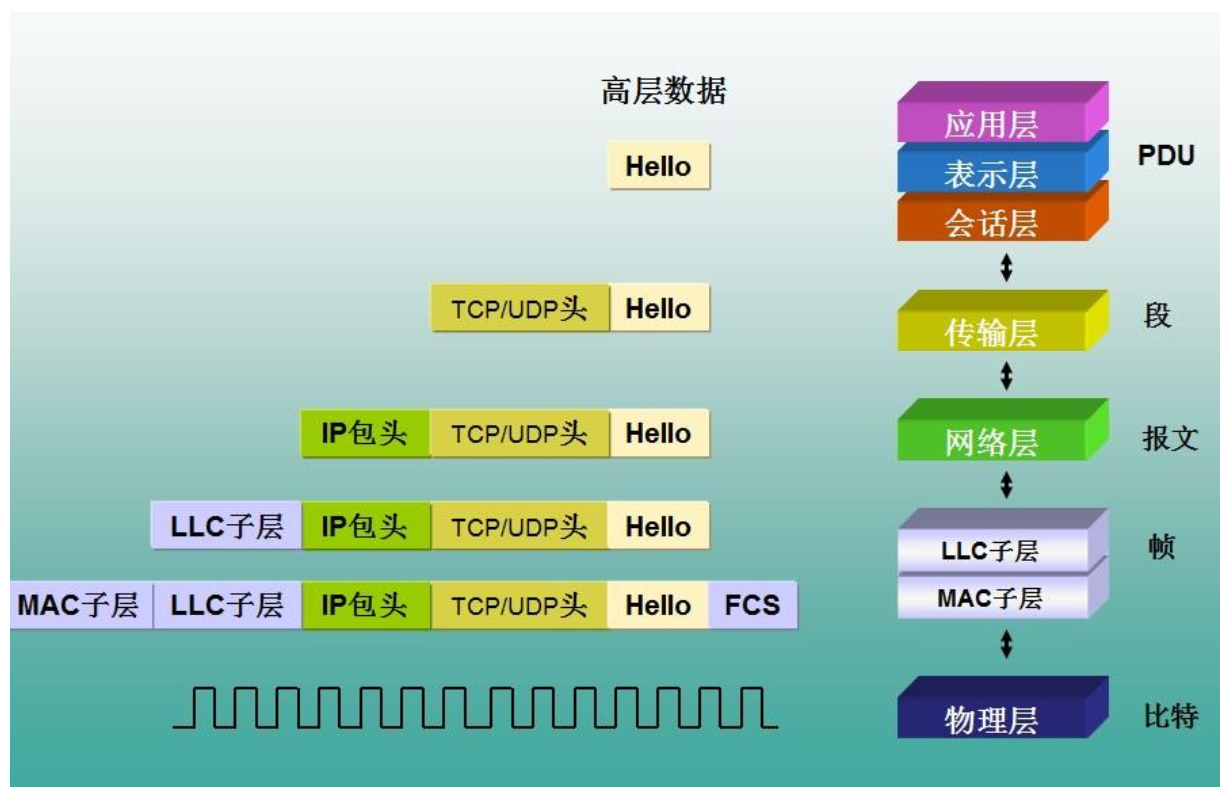 高层数据
应用层
PDU
Hello
表示层
会话层
TCP/UDP头 Hello
传输层
段
IP包头 TCP/UDP头 Hello
网络层
报文
LLC子层 IP包头 TCP/UDP头 Hello
LLC子层
帧
MAC子层 LLC子层 IP包头 TCP/UDP头 Hello FCS
MAC子层
物理层
比特